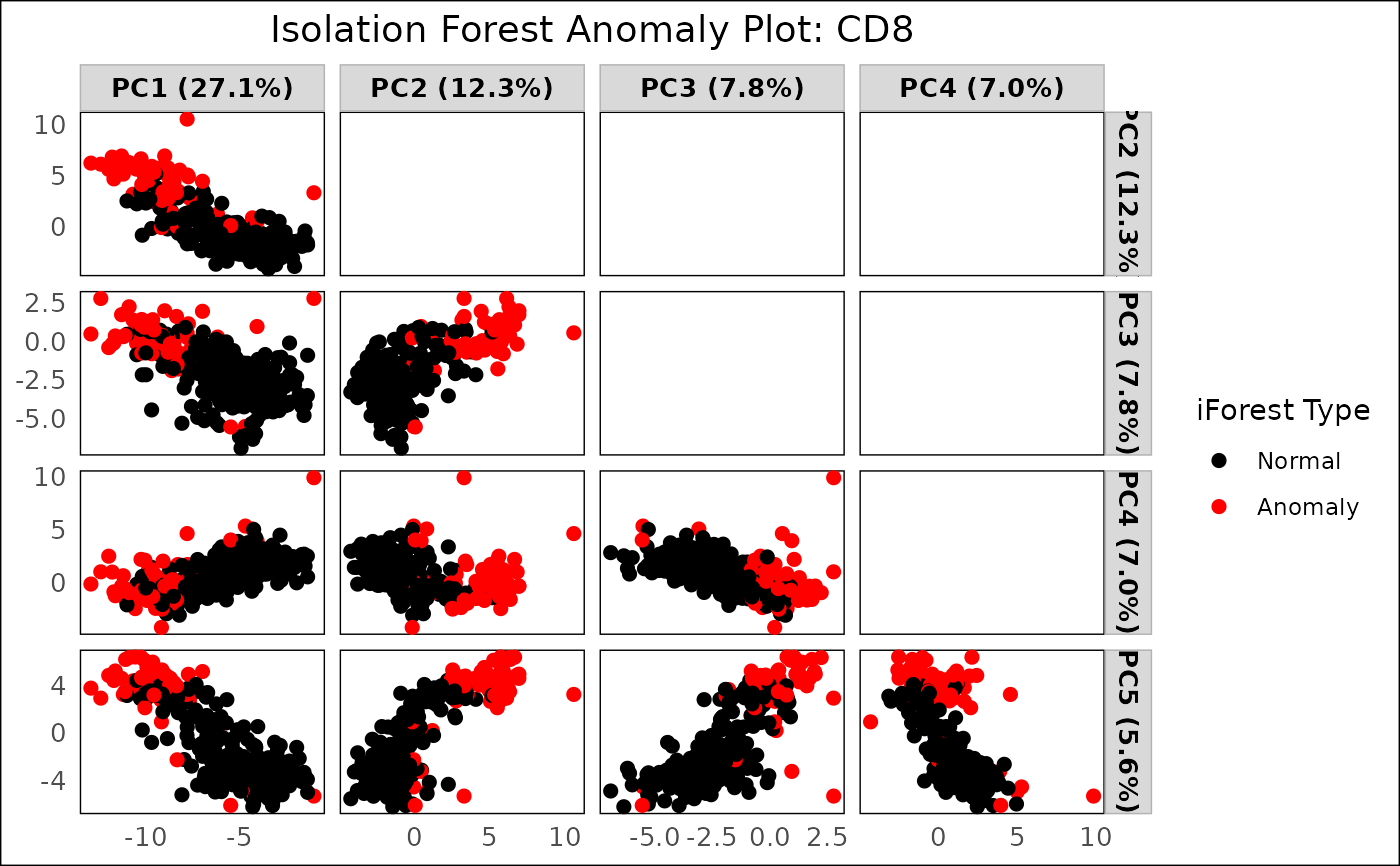 Isolation Forest Anomaly Plot: CD8
PC1 (27.1%) PC2 (12.3%) PC3 (7.8%) PC4 (7.0%)
10
5
0
PC2 (12.3%
2.5
0.0
-2.5
-5.0
PC3 (7.8%)
10
5
0
PC4 (7.0%)
4
0
-4
PC5 (5.6%)
-10 -5 0 5 10 -5.0 -2.5 0.0 2.5 0 5 10
iForest Type
Normal
Anomaly